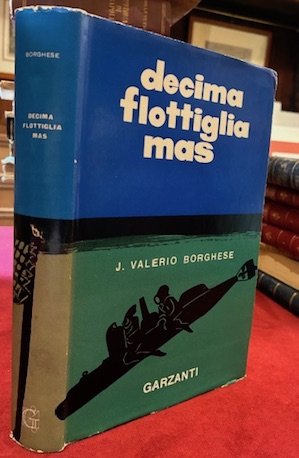 BORGHESE
DECIMA
FLOTTIGLIA
MAS
decima
flottiglia
mas
J. VALERIO BORGHESE
GARZANTI